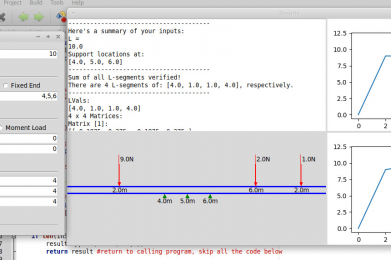 Project Build Tools Help
10
Fixed End
4,5,6
Moment Load
0
0
4
4
4
Here's a summary of your inputs:
L =
10.0
Support locations at:
[4.0, 5.0, 6.0]
Sum of all L-segments verified!
There are 4 L-segments of: [4.0, 1.0, 1.0, 4.0], respectively.
LVals:
[4.0, 1.0, 1.0, 4.0]
4 x 4 Matrices:
Matrix [1]:
9.0N 2.0N 1.0N
2.0m 6.0m 2.0m
4.0m 5.0m 6.0m
12.5
10.0
7.5
5.0
2.5
0.0
0 2
12.5
10.0
7.5
5.0
2.5
0.0
0 2
return result #return to calling program, skip all the code below